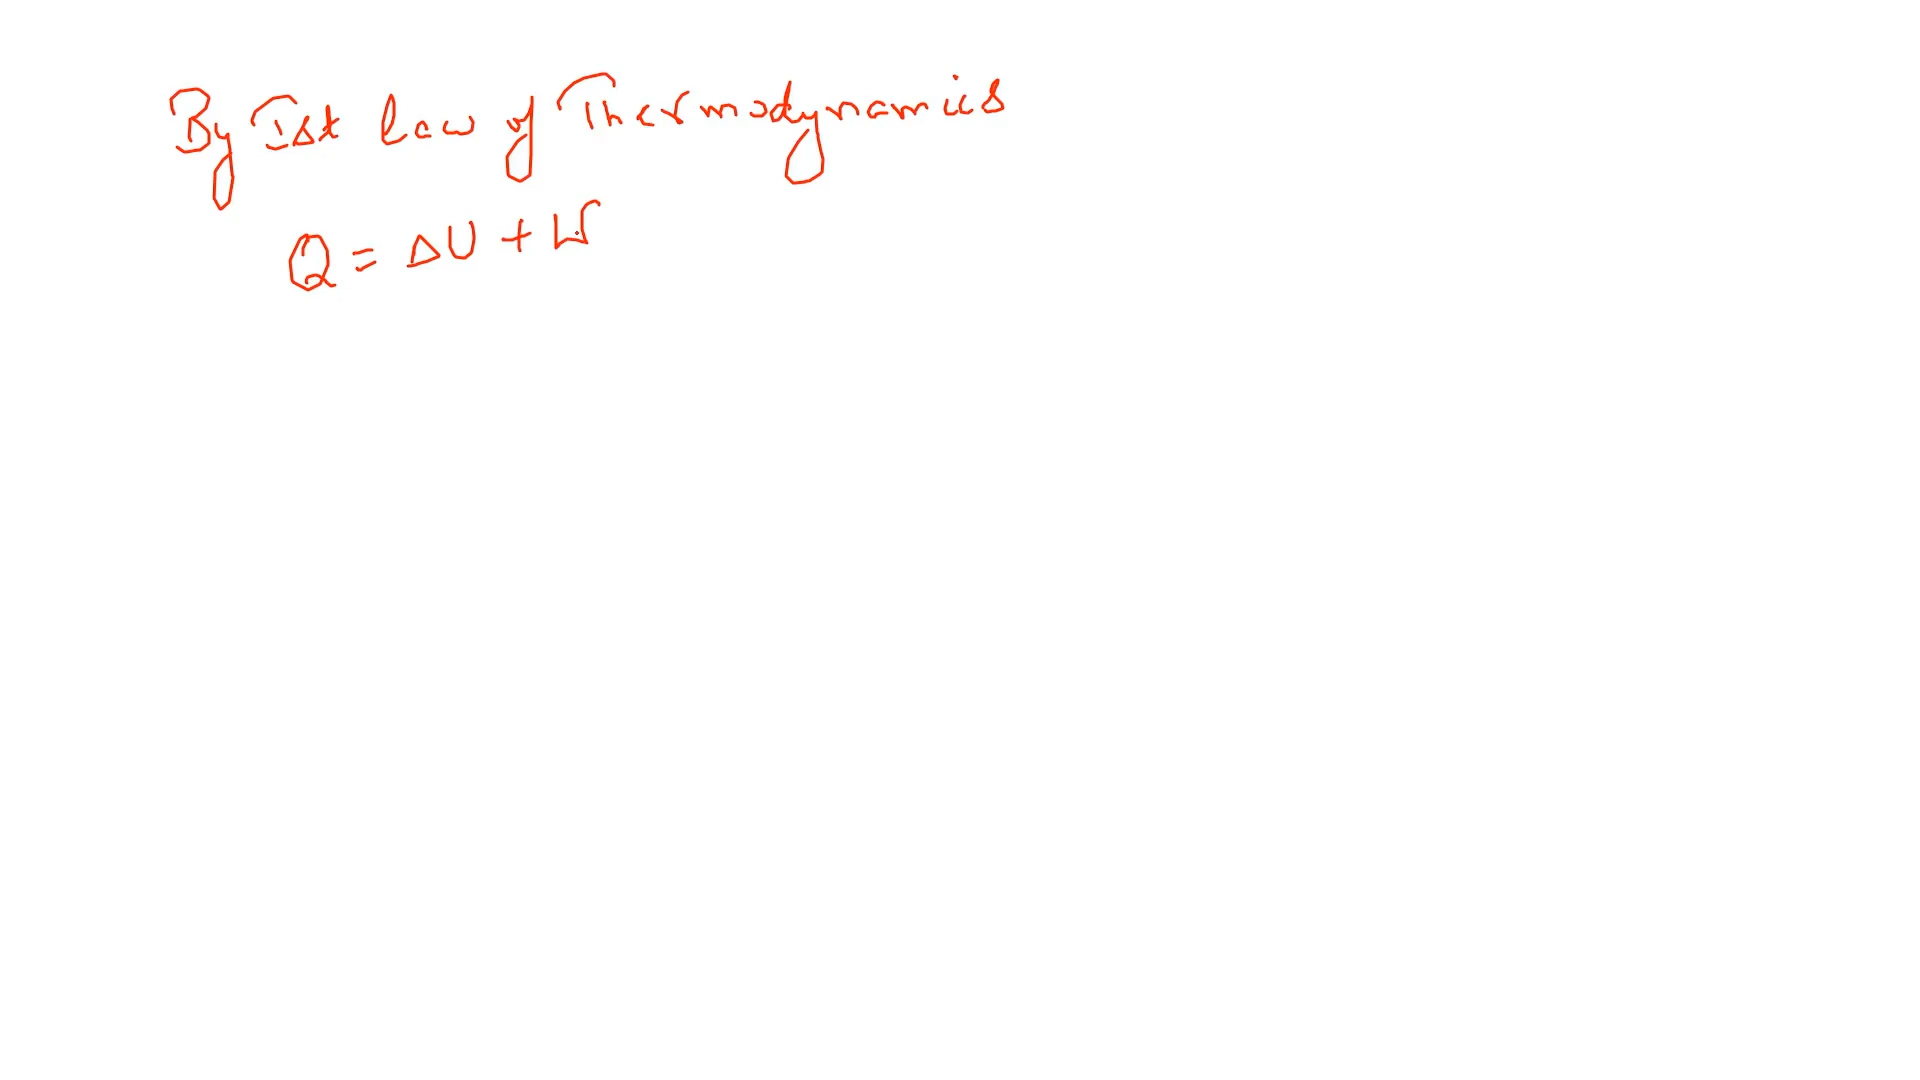 By Ist law of Thermodynamics
Q = ΔU + W